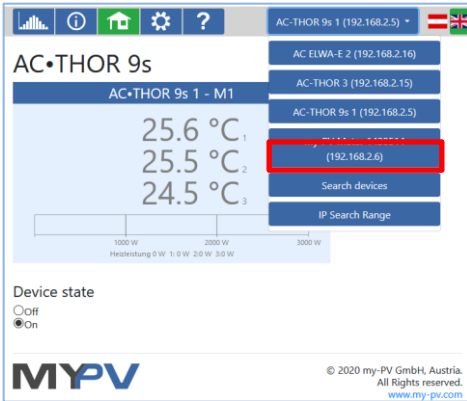 ?
AC-THOR 9s 1 (192.168.2.5)
AC ELWA-E 2 (192.168.2.16)
AC-THOR 3 (192.168.2.15)
AC-THOR 9s 1 (192.168.2.5)
(192.168.2.6)
Search devices
IP Search Range
AC•THOR 9s
AC•THOR 9s 1 - M1
25.6 °C 1
25.5 °C 2
24.5 °C 3
1000 W 2000 W 3000 W
Heizleistung 0 W 1: 0 W 2:0 W 3:0 W
Device state
Off
On
MYPV
© 2020 my-PV GmbH, Austria.
All Rights reserved.
www.my-pv.com